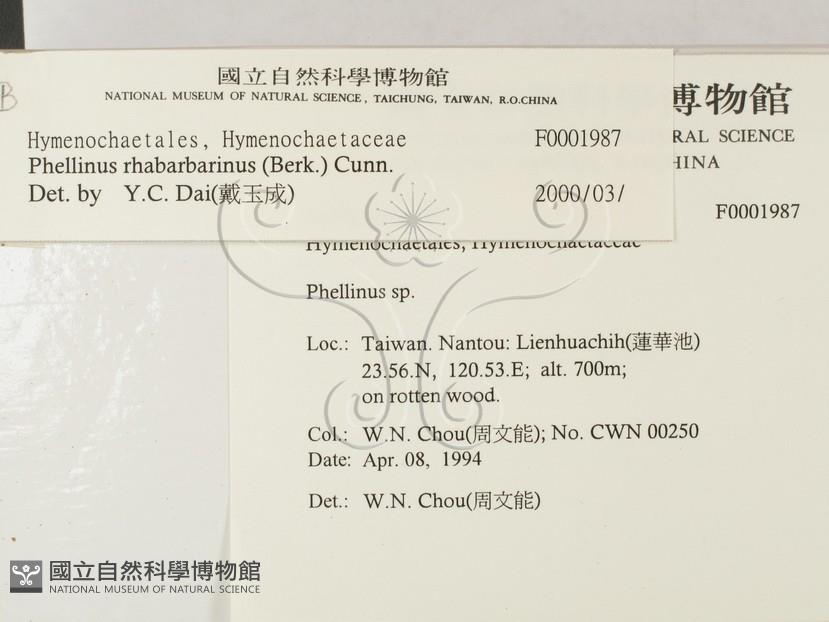 B
國立自然科學博物館
NATIONAL MUSEUM OF NATURAL SCIENCE, TAICHUNG, TAIWAN, R.O.CHINA
Hymenochaetales, Hymenochaetaceae F0001987
Phellinus rhabarbarinus (Berk.) Cunn.
Det. by Y.C. Dai(戴玉成) 2000/03/
博物館
RAL SCIENCE
HINA
F0001987
Hymenochaetales, Hymenochaetaceae
Phellinus sp.
Loc.: Taiwan. Nantou: Lienhuachih(蓮華池)
23.56.N, 120.53.E; alt. 700m;
on rotten wood.
Col.: W.N. Chou(周文能); No. CWN 00250
Date: Apr. 08, 1994
Det.: W.N. Chou(周文能)
國立自然科學博物館
NATIONAL MUSEUM OF NATURAL SCIENCE